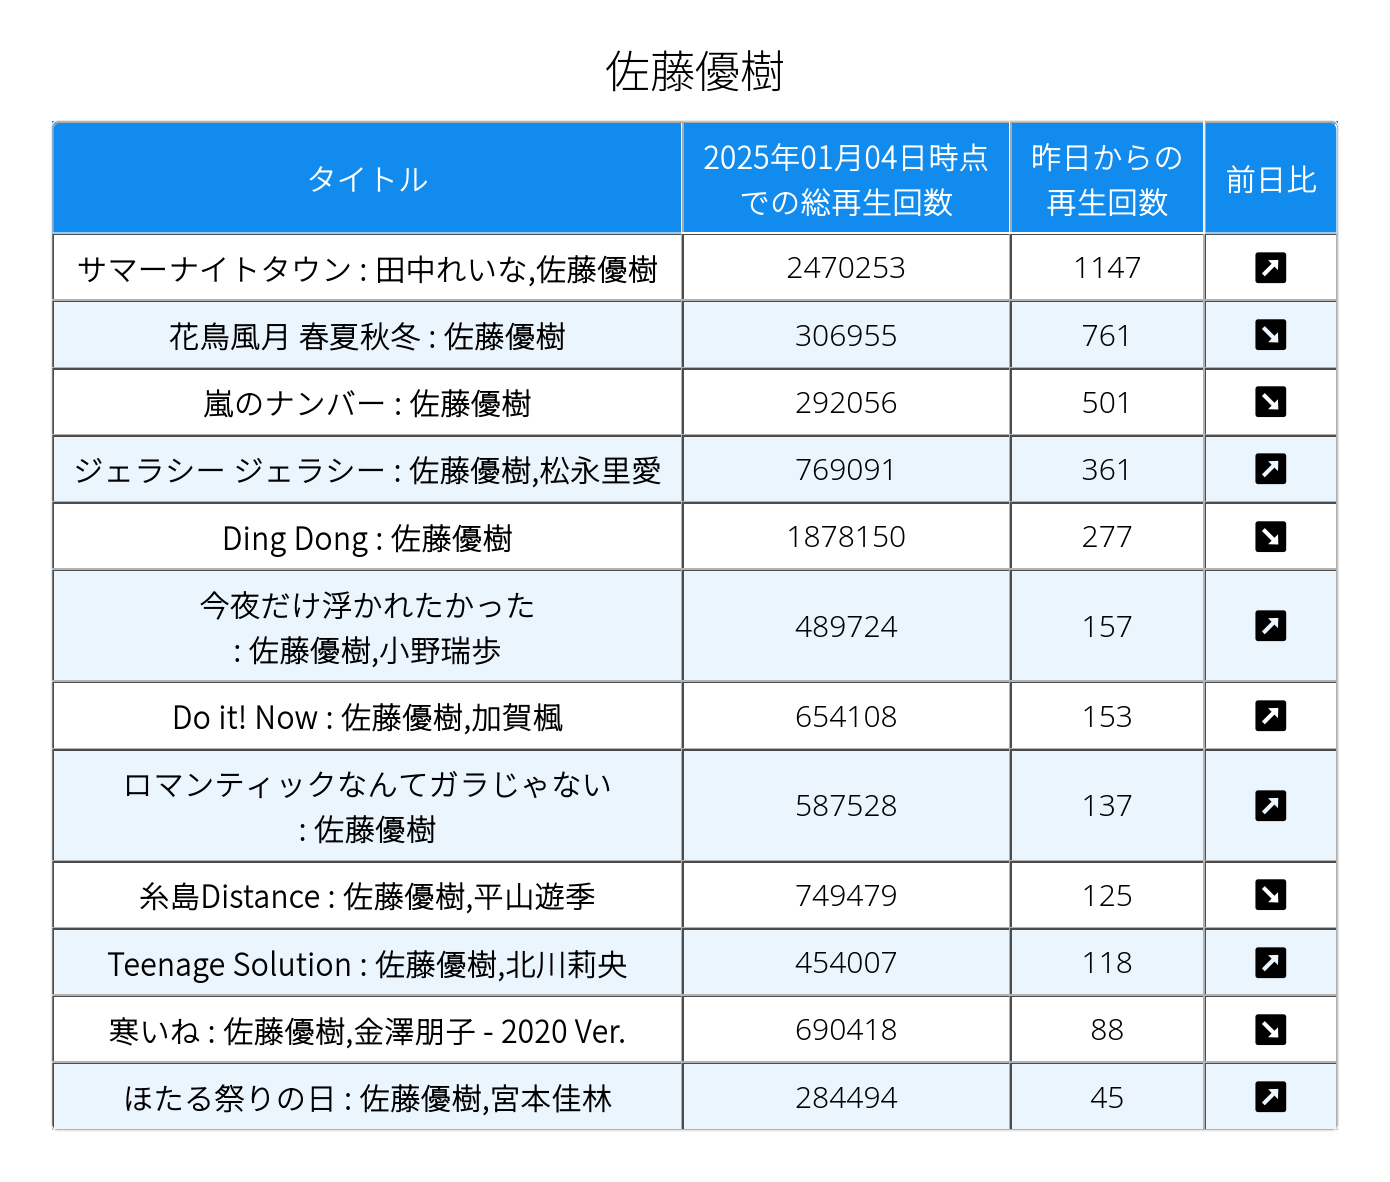 佐藤優樹
タイトル
2025年01月04日時点
での総再生回数
昨日からの
再生回数
前日比
サマーナイトタウン : 田中れいな,佐藤優樹
2470253
1147
花鳥風月 春夏秋冬 : 佐藤優樹
306955
761
嵐のナンバー : 佐藤優樹
292056
501
ジェラシー ジェラシー : 佐藤優樹,松永里愛
769091
361
Ding Dong : 佐藤優樹
1878150
277
今夜だけ浮かれたかった
: 佐藤優樹,小野瑞歩
489724
157
Do it! Now : 佐藤優樹,加賀楓
654108
153
ロマンティックなんてガラじゃない
: 佐藤優樹
587528
137
糸島Distance : 佐藤優樹,平山遊季
749479
125
Teenage Solution : 佐藤優樹,北川莉央
454007
118
寒いね : 佐藤優樹,金澤朋子 - 2020 Ver.
690418
88
ほたる祭りの日 : 佐藤優樹,宮本佳林
284494
45